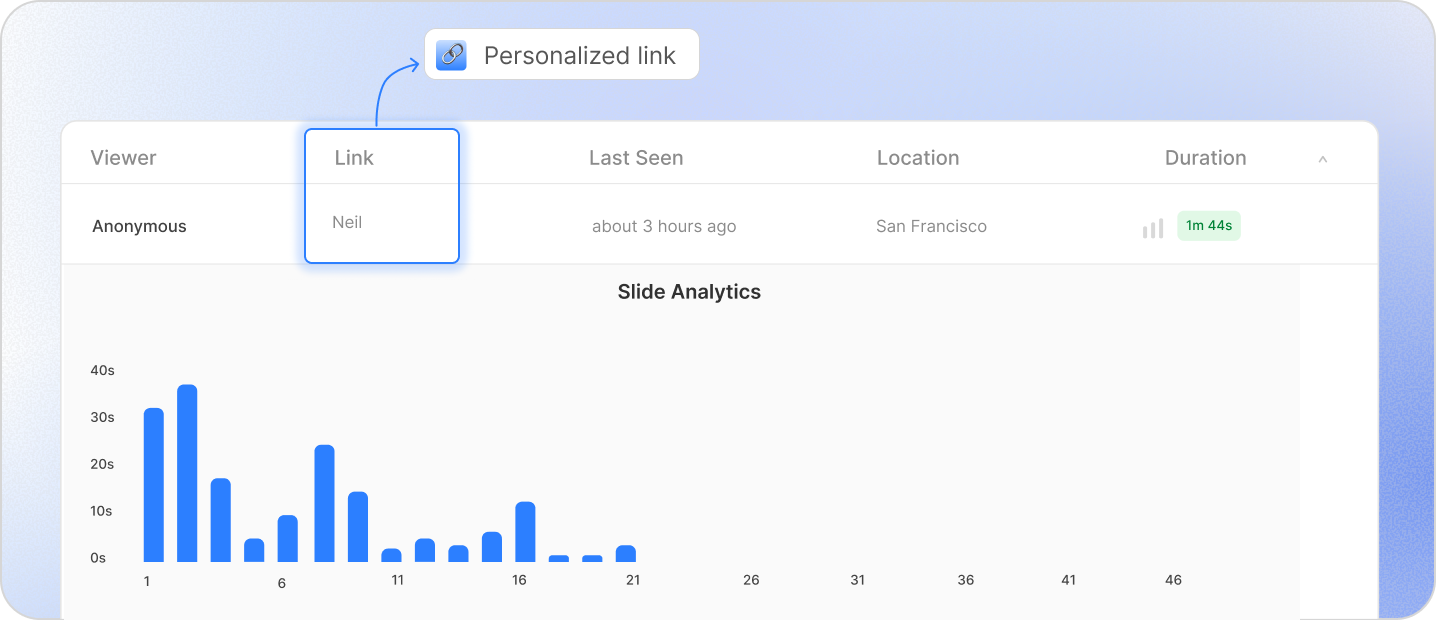 Personalized link
Viewer Link Last Seen Location Duration
Anonymous Neil about 3 hours ago San Francisco 1m 44s
Slide Analytics
40s
30s
20s
10s
0s
1 6 11 16 21 26 31 36 41 46